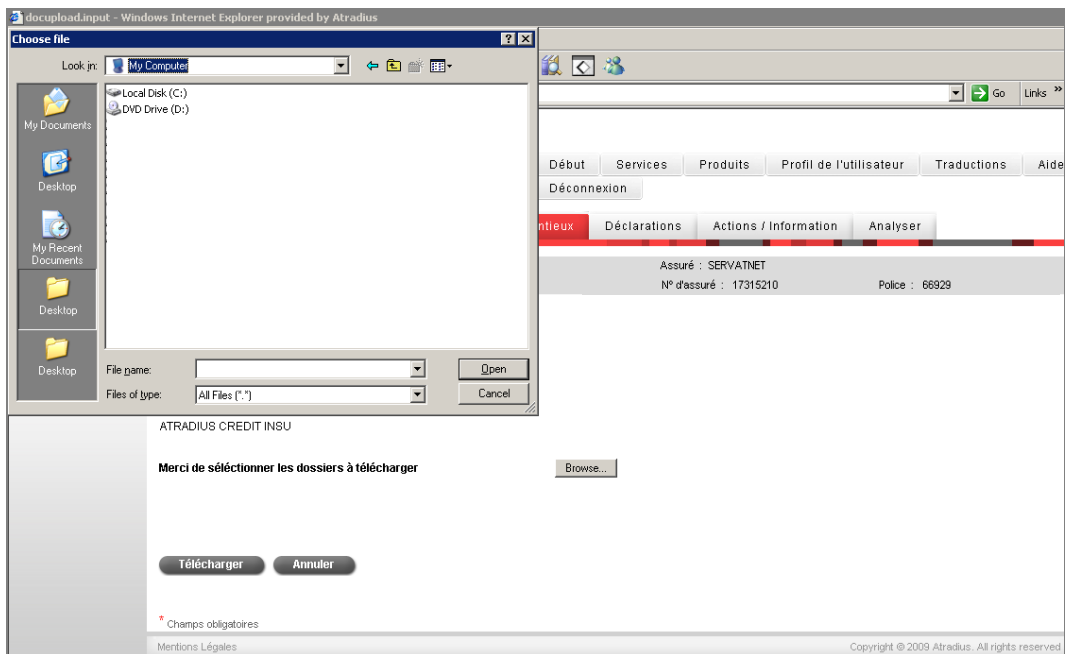 docupload.input - Windows Internet Explorer provided by Atradius
Choose file
Look in: My Computer
My Documents
Desktop
My Recent
Documents
Desktop
Desktop
Local Disk (C:)
DVD Drive (D:)
File name:
Open
Files of type: All Files (*.*)
Cancel
Go Links »
Début Services Produits Profil de l'utilisateur Traductions Aide
Déconnexion
ntieux Déclarations Actions / Information Analyser
Assuré : SERVATNET
N° d'assuré : 17315210 Police : 66929
ATRADIUS CREDIT INSU
Merci de séléctionner les dossiers à télécharger Browse...
Télécharger Annuler
* Champs obligatoires
Mentions Légales Copyright © 2009 Atradius. All rights reserved